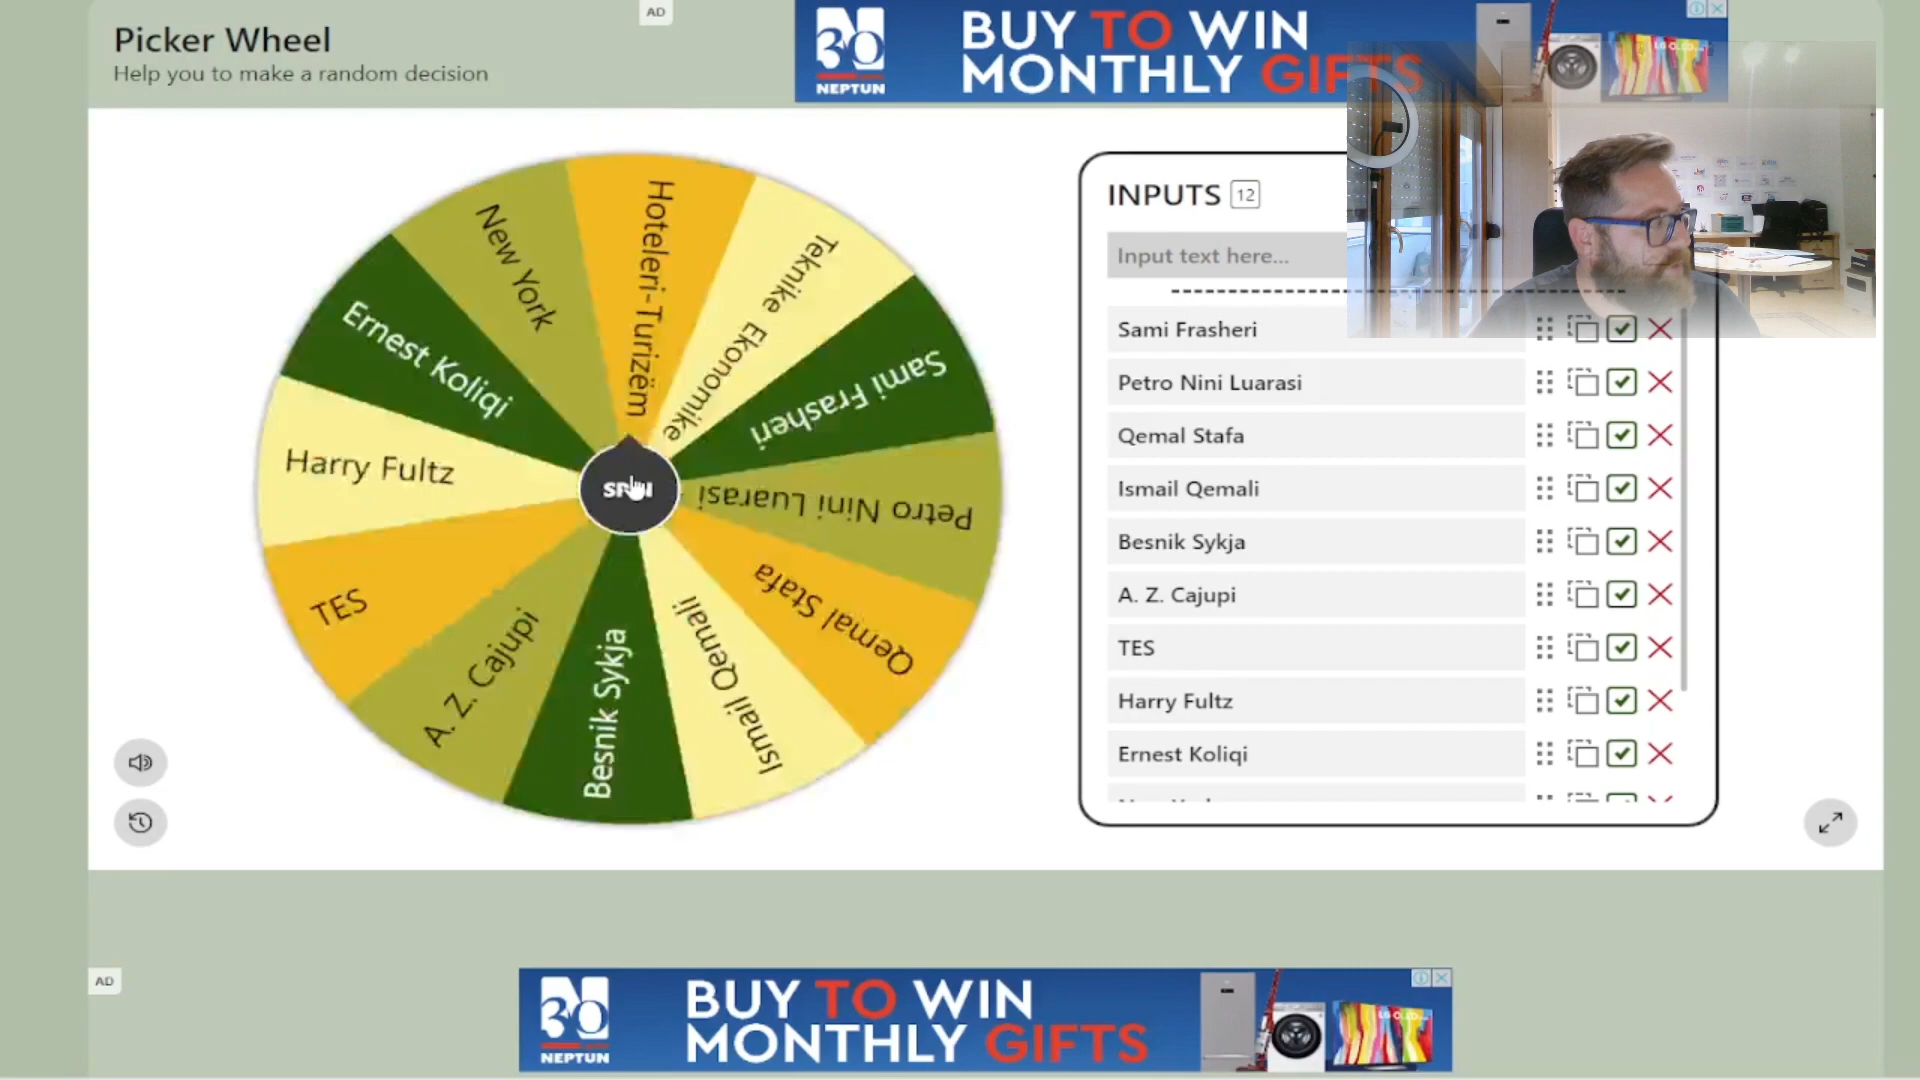 Picker Wheel
Help you to make a random decision
AD
30
NEPTUN
BUY TO WIN
MONTHLY GIFTS
New York
Hoteleri-Turizëm
Teknike Ekonomike
Sami Frasheri
Petro Nini Luarasi
Qemal Stafa
Ismail Qemali
Besnik Sykja
A. Z. Cajupi
TES
Harry Fultz
Ernest Koliqi
INPUTS 12
Input text here...
Sami Frasheri
Petro Nini Luarasi
Qemal Stafa
Ismail Qemali
Besnik Sykja
A. Z. Cajupi
TES
Harry Fultz
Ernest Koliqi
AD
30
NEPTUN
BUY TO WIN
MONTHLY GIFTS